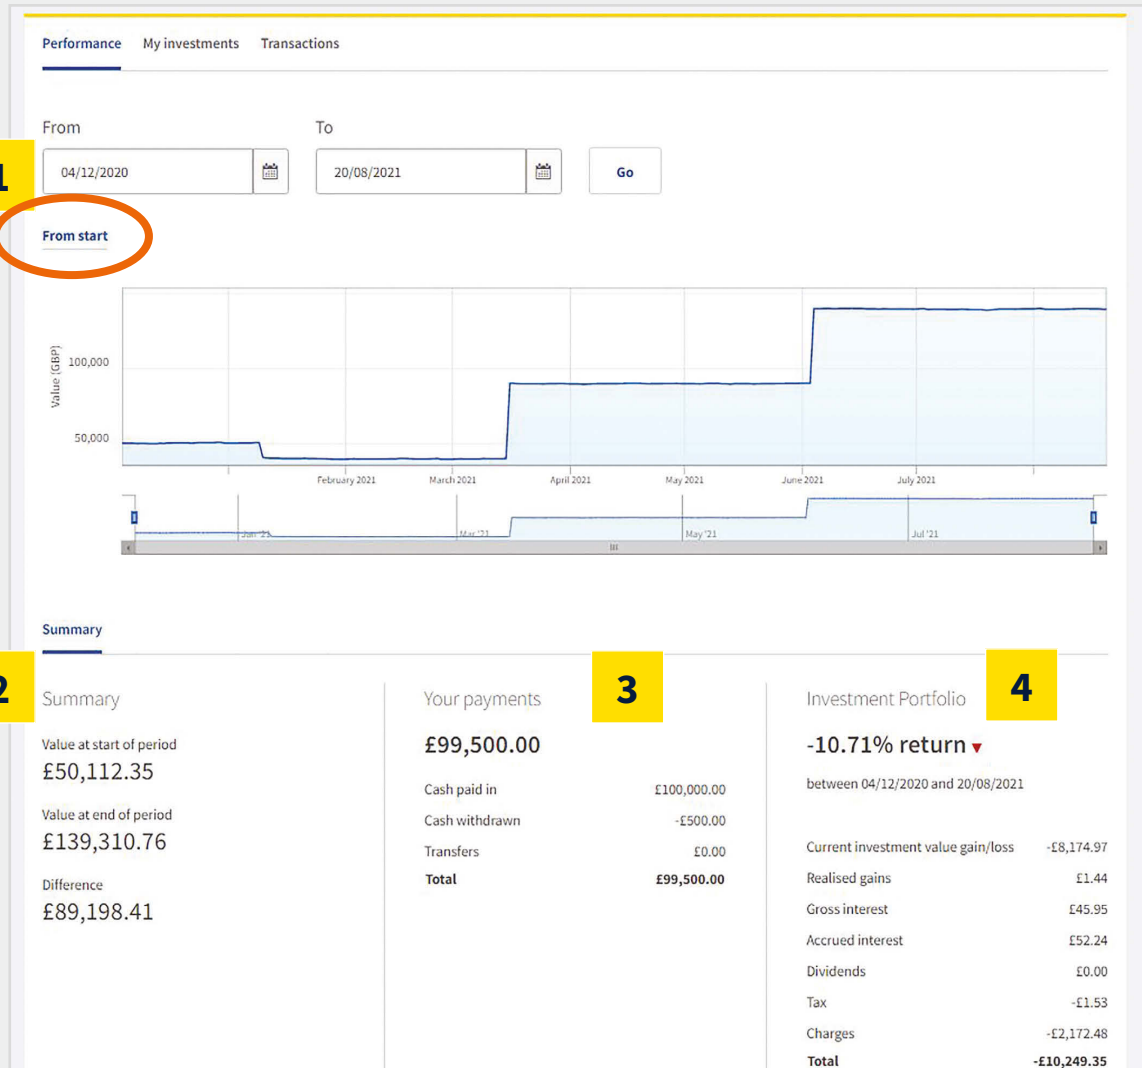 Performance My investments Transactions
From To
1
04/12/2020 20/08/2021 Go
From start
Value (GBP)
100,000
50,000
February 2021 March 2021 April 2021 May 2021 June 2021 July 2021
Jan '21 Mar '21 May '21 Jul '21
Summary
2
Summary
Value at start of period
£50,112.35
Value at end of period
£139,310.76
Difference
£89,198.41
3
Your payments
£99,500.00
Cash paid in £100,000.00
Cash withdrawn -£500.00
Transfers £0.00
Total £99,500.00
4
Investment Portfolio
-10.71% return
between 04/12/2020 and 20/08/2021
Current investment value gain/loss -£8,174.97
Realised gains £1.44
Gross interest £45.95
Accrued interest £52.24
Dividends £0.00
Tax -£1.53
Charges -£2,172.48
Total -£10,249.35